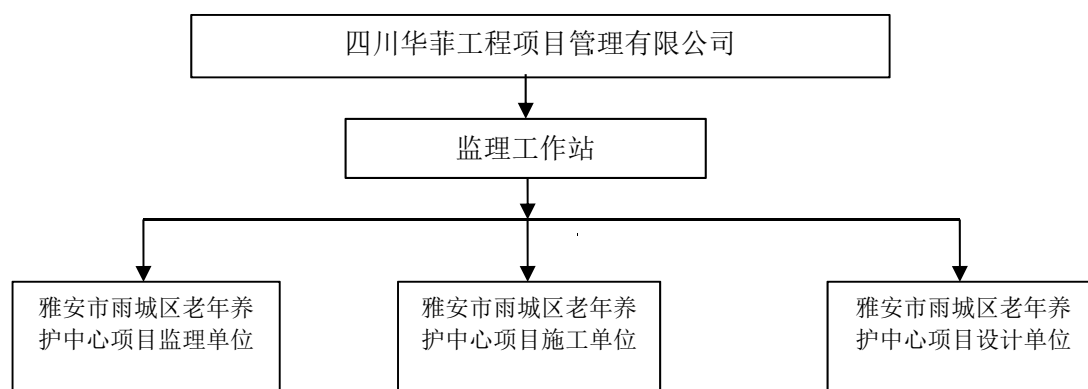 四川华菲工程项目管理有限公司
监理工作站
雅安市雨城区老年养
护中心项目监理单位
雅安市雨城区老年养
护中心项目施工单位
雅安市雨城区老年养
护中心项目设计单位